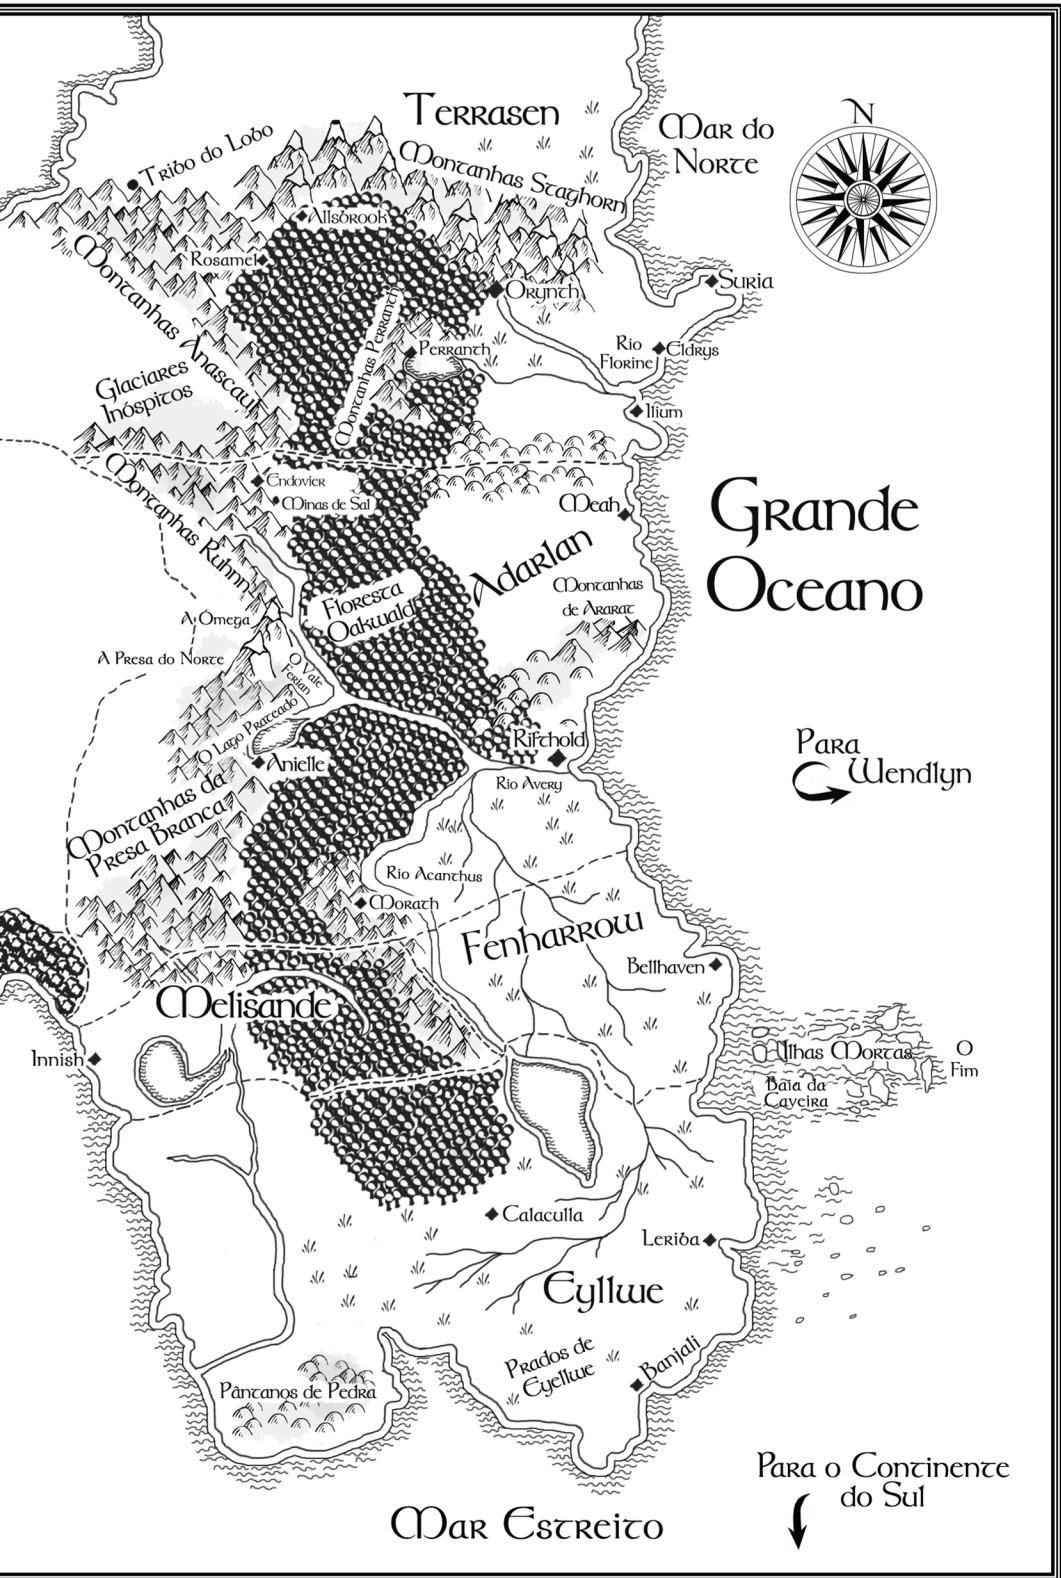 Terrasen
Mar do
Norte
N
Tribo do Lobo
Montanhas Staghorn
Allsbrook
Rosamel
Montanhas Anascaul
Orynth
Suria
Montanhas Perranth
Perranth
Rio
Florine
Eldrys
Glaciares
Inóspitos
Ilium
Endovier
Minas de Sal
Montanhas Ruhnn
Meah
Adarlan
Grande
Oceano
Floresta
Oakwald
Montanhas
de Ararat
A Ômega
A Presa do Norte
O Vale
Ferian
O Lago Prateado
Anielle
Rifthold
Rio Avery
Para
Wendlyn
Montanhas da
Presa Branca
Rio Acanthus
Morath
Fenharrow
Bellhaven
Melisande
Innish
Ilhas Mortas
O
Fim
Baía da
Caveira
Calaculla
Leriba
Eyllwe
Prados de
Eyellwe
Banjali
Pântanos de Pedra
Para o Continente
do Sul
Mar Estreito